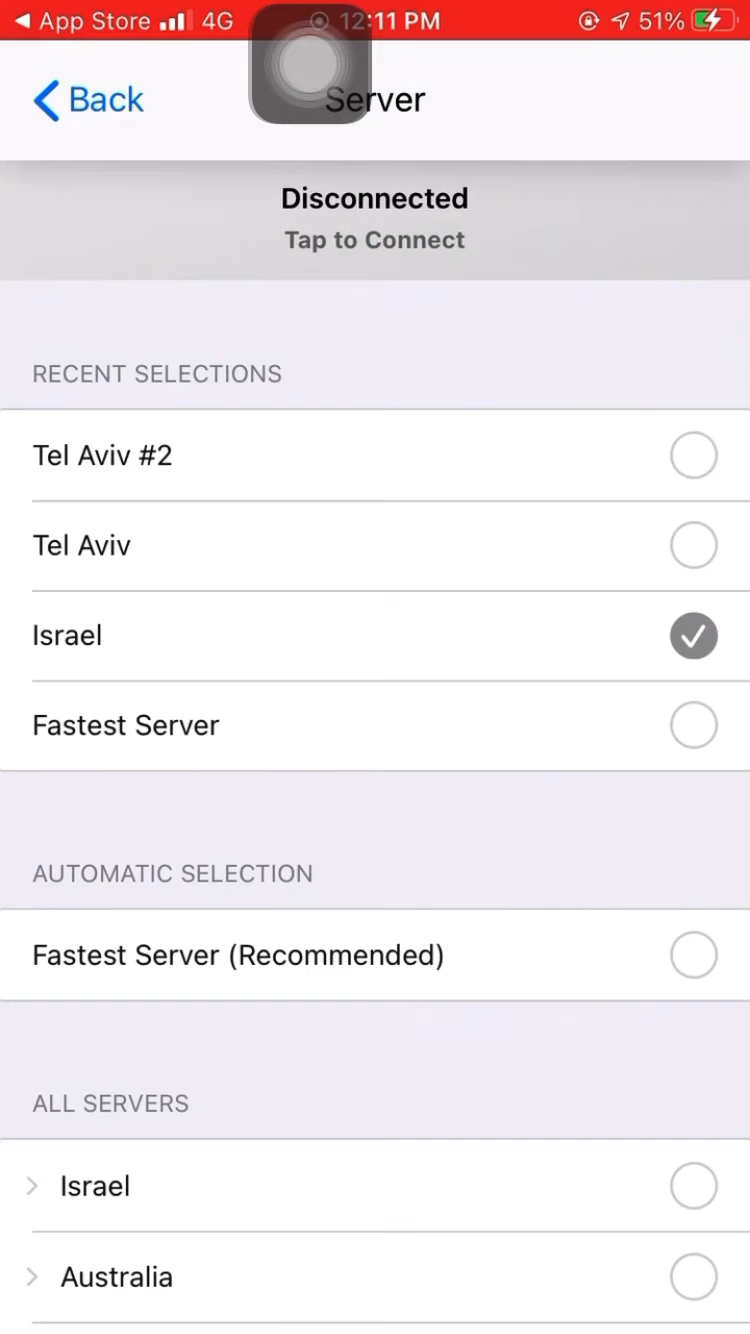 App Store 4G 12:11 PM 51%
Back Server
Disconnected
Tap to Connect
RECENT SELECTIONS
Tel Aviv #2
Tel Aviv
Israel
Fastest Server
AUTOMATIC SELECTION
Fastest Server (Recommended)
ALL SERVERS
Israel
Australia